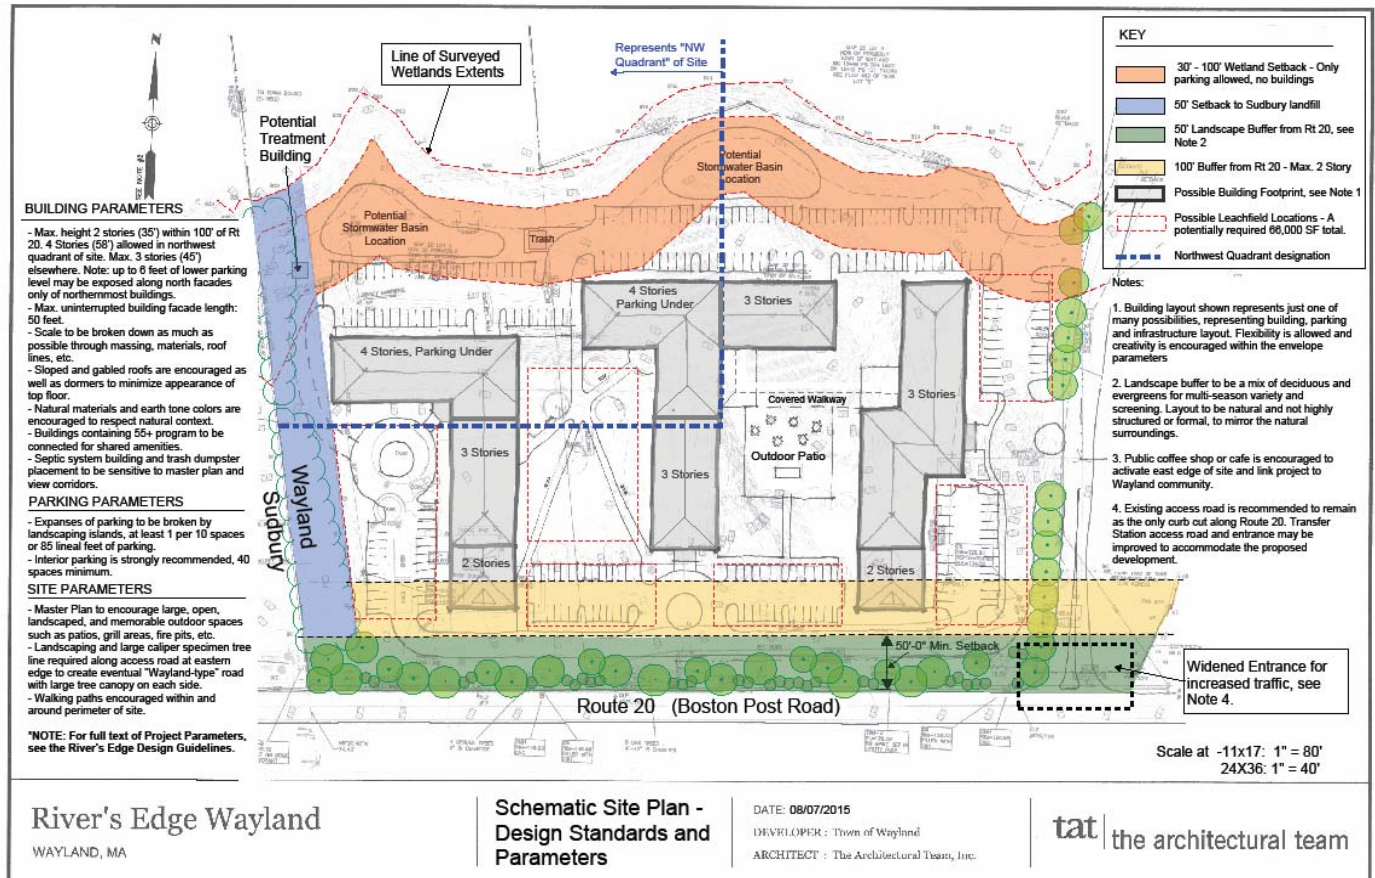 N
SEE NOTE #2
Line of Surveyed
Wetlands Extents
Represents "NW
Quadrant" of Site
Potential
Treatment
Building
Potential
Stormwater Basin
Location
Potential
Stormwater Basin
Location
Trash
4 Stories
Parking Under
3 Stories
4 Stories, Parking Under
3 Stories
Covered Walkway
Outdoor Patio
3 Stories
3 Stories
2 Stories
2 Stories
Wayland
Sudbury
50'-0" Min. Setback
Route 20 (Boston Post Road)
BUILDING PARAMETERS
- Max. height 2 stories (35') within 100' of Rt
20. 4 Stories (58') allowed in northwest
quadrant of site. Max. 3 stories (45')
elsewhere. Note: up to 6 feet of lower parking
level may be exposed along north facades
only of northernmost buildings.
- Max. uninterrupted building facade length:
50 feet.
- Scale to be broken down as much as
possible through massing, materials, roof
lines, etc.
- Sloped and gabled roofs are encouraged as
well as dormers to minimize appearance of
top floor.
- Natural materials and earth tone colors are
encouraged to respect natural context.
- Buildings containing 55+ program to be
connected for shared amenities.
- Septic system building and trash dumpster
placement to be sensitive to master plan and
view corridors.
PARKING PARAMETERS
- Expanses of parking to be broken by
landscaping islands, at least 1 per 10 spaces
or 85 lineal feet of parking.
- Interior parking is strongly recommended, 40
spaces minimum.
SITE PARAMETERS
- Master Plan to encourage large, open,
landscaped, and memorable outdoor spaces
such as patios, grill areas, fire pits, etc.
- Landscaping and large caliper specimen tree
line required along access road at eastern
edge to create eventual "Wayland-type" road
with large tree canopy on each side.
- Walking paths encouraged within and
around perimeter of site.
*NOTE: For full text of Project Parameters,
see the River's Edge Design Guidelines.
KEY
30' - 100' Wetland Setback - Only
parking allowed, no buildings
50' Setback to Sudbury landfill
50' Landscape Buffer from Rt 20, see
Note 2
100' Buffer from Rt 20 - Max. 2 Story
Possible Building Footprint, see Note 1
Possible Leachfield Locations - A
potentially required 66,000 SF total.
Northwest Quadrant designation
Notes:
1. Building layout shown represents just one of
many possibilities, representing building, parking
and infrastructure layout. Flexibility is allowed and
creativity is encouraged within the envelope
parameters
2. Landscape buffer to be a mix of deciduous and
evergreens for multi-season variety and
screening. Layout to be natural and not highly
structured or formal, to mirror the natural
surroundings.
3. Public coffee shop or cafe is encouraged to
activate east edge of site and link project to
Wayland community.
4. Existing access road is recommended to remain
as the only curb cut along Route 20. Transfer
Station access road and entrance may be
improved to accommodate the proposed
development.
Widened Entrance for
increased traffic, see
Note 4.
Scale at -11x17: 1" = 80'
24X36: 1" = 40'
River's Edge Wayland
WAYLAND, MA
Schematic Site Plan -
Design Standards and
Parameters
DATE: 08/07/2015
DEVELOPER : Town of Wayland
ARCHITECT : The Architectural Team, Inc.
tat | the architectural team